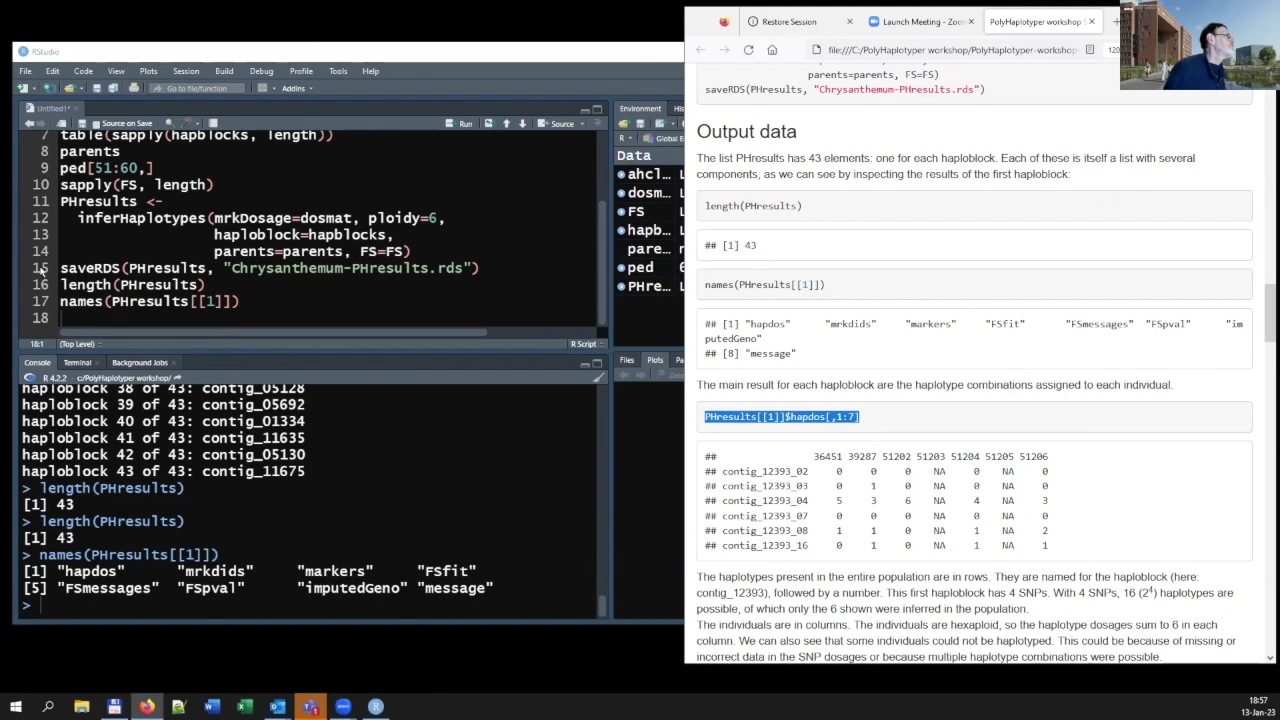 RStudio
File Edit Code View Plots Session Build Debug Profile Tools Help
Go to file/function
Addins
Untitled1*
Source on Save
Run
Source
7 table(sapply(hapblocks, length))
8 parents
9 ped[51:60,]
10 sapply(FS, length)
11 PHresults <-
12 inferHaplotypes(mrkDosage=dosmat, ploidy=6,
13 haploblock=hapblocks,
14 parents=parents, FS=FS)
15 saveRDS(PHresults, "Chrysanthemum-PHresults.rds")
16 length(PHresults)
17 names(PHresults[[1]])
18
18:1 (Top Level)
R Script
Console Terminal Background Jobs
R 4.2.2 · c:/PolyHaplotyper workshop/
haploblock 38 of 43: contig_05128
haploblock 39 of 43: contig_05692
haploblock 40 of 43: contig_01334
haploblock 41 of 43: contig_11635
haploblock 42 of 43: contig_05130
haploblock 43 of 43: contig_11675
> length(PHresults)
[1] 43
> length(PHresults)
[1] 43
> names(PHresults[[1]])
[1] "hapdos" "mrkdids" "markers" "FSfit"
[5] "FSmessages" "FSpval" "imputedGeno" "message"
>
Environment His
R Global E
Data
ahcl… L
dosm… L
FS L
hapb… L
pare… n
ped 6
PHre… L
Files Plots Pa
Zoom
Restore Session
Launch Meeting - Zoo
PolyHaplotyper workshop
file:///C:/PolyHaplotyper workshop/PolyHaplotyper-workshop-
120
parents=parents, FS=FS)
saveRDS(PHresults, "Chrysanthemum-PHresults.rds")
Output data
The list PHresults has 43 elements: one for each haploblock. Each of these is itself a list with several
components, as we can see by inspecting the results of the first haploblock:
length(PHresults)
## [1] 43
names(PHresults[[1]])
## [1] "hapdos" "mrkdids" "markers" "FSfit" "FSmessages" "FSpval" "im
putedGeno"
## [8] "message"
The main result for each haploblock are the haplotype combinations assigned to each individual.
PHresults[[1]]$hapdos[,1:7]
## 36451 39287 51202 51203 51204 51205 51206
## contig_12393_02 0 0 0 NA 0 NA 0
## contig_12393_03 0 1 0 NA 0 NA 0
## contig_12393_04 5 3 6 NA 4 NA 3
## contig_12393_07 0 0 0 NA 0 NA 0
## contig_12393_08 1 1 0 NA 1 NA 2
## contig_12393_16 0 1 0 NA 1 NA 1
The haplotypes present in the entire population are in rows. They are named for the haploblock (here:
contig_12393), followed by a number. This first haploblock has 4 SNPs. With 4 SNPs, 16 (2⁴) haplotypes are
possible, of which only the 6 shown were inferred in the population.
The individuals are in columns. The individuals are hexaploid, so the haplotype dosages sum to 6 in each
column. We can also see that some individuals could not be haplotyped. This could be because of missing or
incorrect data in the SNP dosages or because multiple haplotype combinations were possible.
18:57
13-Jan-23